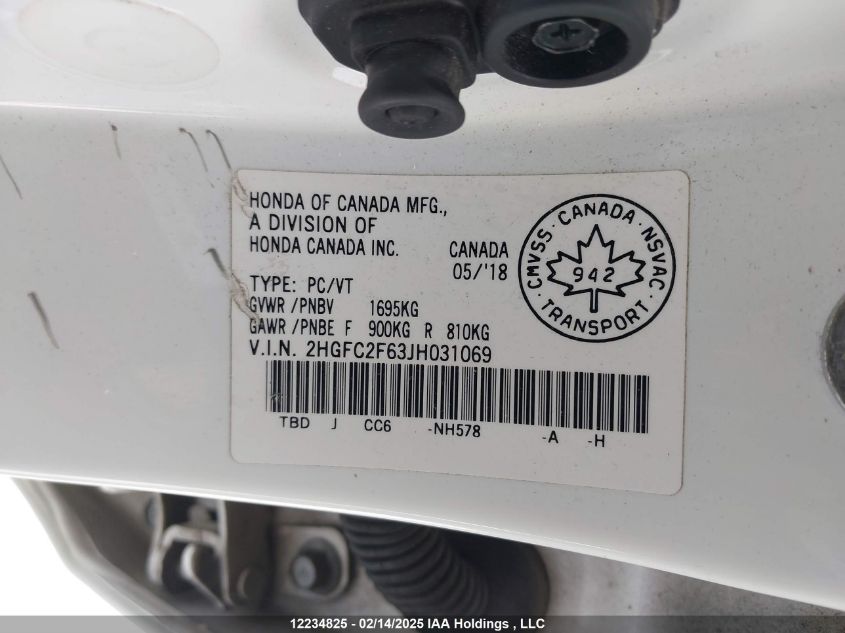 HONDA OF CANADA MFG.,
A DIVISION OF
HONDA CANADA INC. CANADA
05/'18
TYPE: PC/VT
GVWR /PNBV 1695KG
GAWR /PNBE F 900KG R 810KG
V.I.N. 2HGFC2F63JH031069
TBD J CC6 -NH578 -A -H
CMVSS · CANADA · NSVAC
942
TRANSPORT
12234825 - 02/14/2025 IAA Holdings , LLC